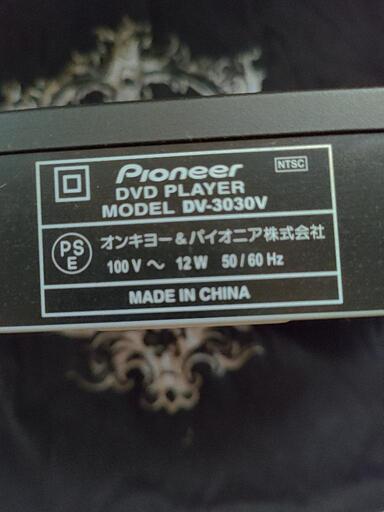 Pioneer
NTSC
DVD PLAYER
MODEL DV-3030V
PS
E
オンキヨー&パイオニア株式会社
100 V ～ 12 W 50 / 60 Hz
MADE IN CHINA